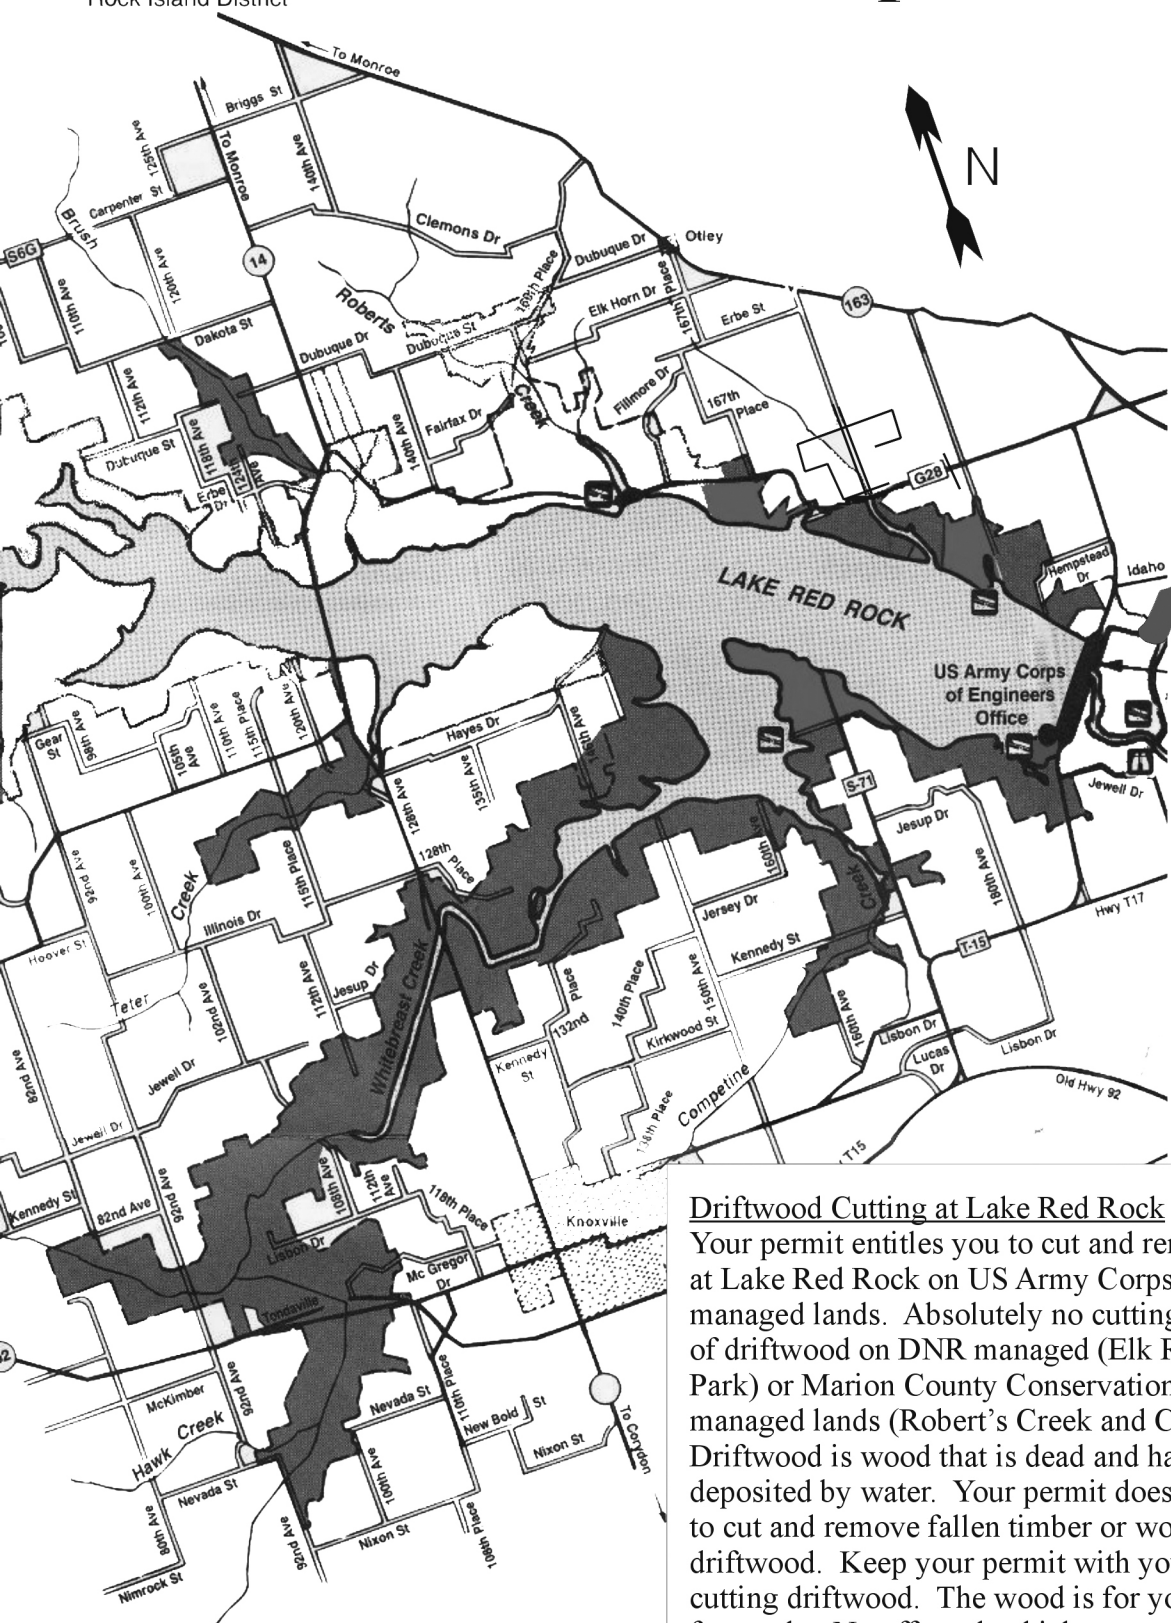 Rock Island District
To Monroe
Briggs St
125th Ave
To Monroe
140th Ave
Carpenter St
Brush
S6G
110th Ave
120th Ave
14
Clemons Dr
Dubuque Dr
Otley
168th Place
Roberts
Elk Horn Dr
167th Place
Erbe St
163
Dakota St
Dubuque Dr
Dubuque St
Creek
112th Ave
Fairfax Dr
140th Ave
Fillmore Dr
167th
Place
Dubuque St
118th Ave
124th Ave
Erbe
Dr
G28
Hempstead
Dr
Idaho
LAKE RED ROCK
US Army Corps
of Engineers
Office
Gear
St
98th Ave
105th
Ave
110th Ave
115th Place
120th Ave
Hayes Dr
135th Ave
128th Ave
S-71
Jewell Dr
Jesup Dr
128th
Place
160th Ave
180th Ave
92nd Ave
100th Ave
Creek
115th Place
Illinois Dr
Creek
Jersey Dr
Hwy T17
Hoover St
Kennedy St
T-15
Teter
102nd Ave
112th Ave
Jesup Dr
Whitebreast Creek
132nd
Place
140th Place
150th Ave
160th Ave
Kirkwood St
Lisbon Dr
Lisbon Dr
Lucas
Dr
82nd Ave
Jewell Dr
Kennedy
St
Old Hwy 92
Competine
138th Place
T15
Jewell Dr
Kennedy St
82nd Ave
92nd Ave
108th Ave
112th
Ave
118th Place
Knoxville
Lisbon Dr
Mc Gregor
Dr
Tondaville
McKimber
92nd Ave
Hawk Creek
Nevada St
110th Place
New Bold St
Nixon St
To Corydon
Nevada St
100th Ave
80th Ave
92nd Ave
Nixon St
108th Place
Nimrock St
N
Driftwood Cutting at Lake Red Rock
Your permit entitles you to cut and
at Lake Red Rock on US Army Corps
managed lands. Absolutely no cutting
of driftwood on DNR managed (Elk
Park) or Marion County Conservation
managed lands (Robert's Creek and
Driftwood is wood that is dead and
deposited by water. Your permit does
to cut and remove fallen timber or
driftwood. Keep your permit with
cutting driftwood. The wood is for